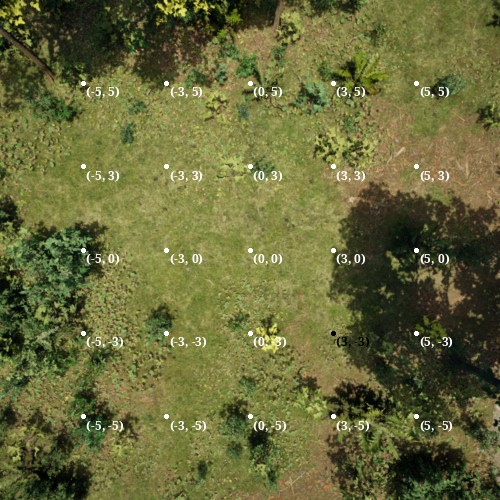 (-5, 5) (-3, 5) (0, 5) (3, 5) (5, 5)
(-5, 3) (-3, 3) (0, 3) (3, 3) (5, 3)
(-5, 0) (-3, 0) (0, 0) (3, 0) (5, 0)
(-5, -3) (-3, -3) (0, -3) (3, -3) (5, -3)
(-5, -5) (-3, -5) (0, -5) (3, -5) (5, -5)